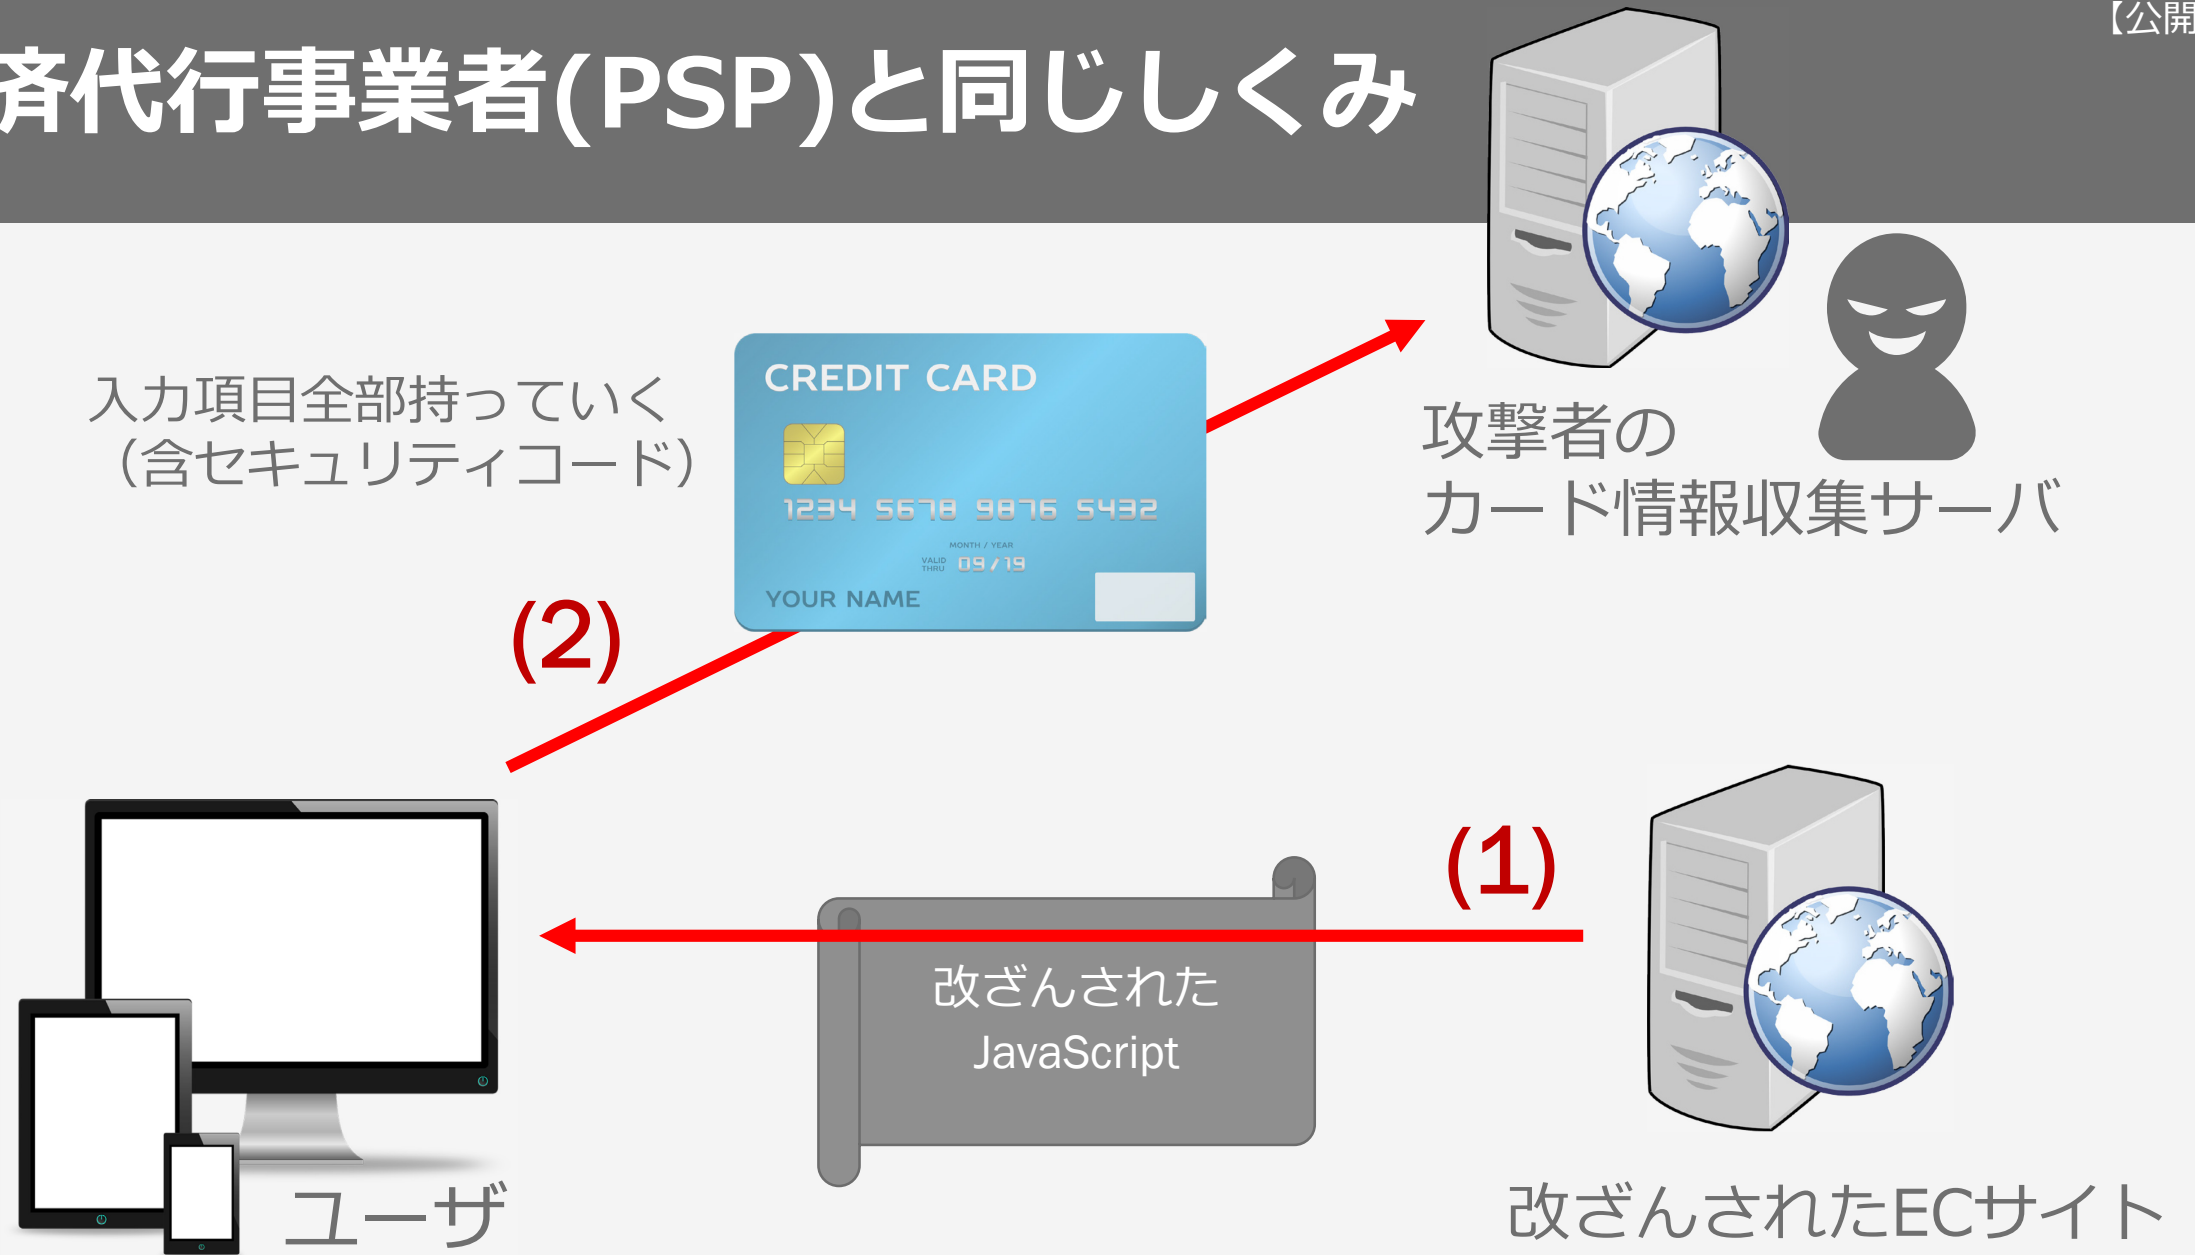 【公開
済代行事業者(PSP)と同じしくみ
入力項目全部持っていく
（含セキュリティコード）
CREDIT CARD
1234 5678 9876 5432
MONTH / YEAR
VALID
THRU
09/19
YOUR NAME
攻撃者の
カード情報収集サーバ
(2)
(1)
改ざんされた
JavaScript
ユーザ
改ざんされたECサイト